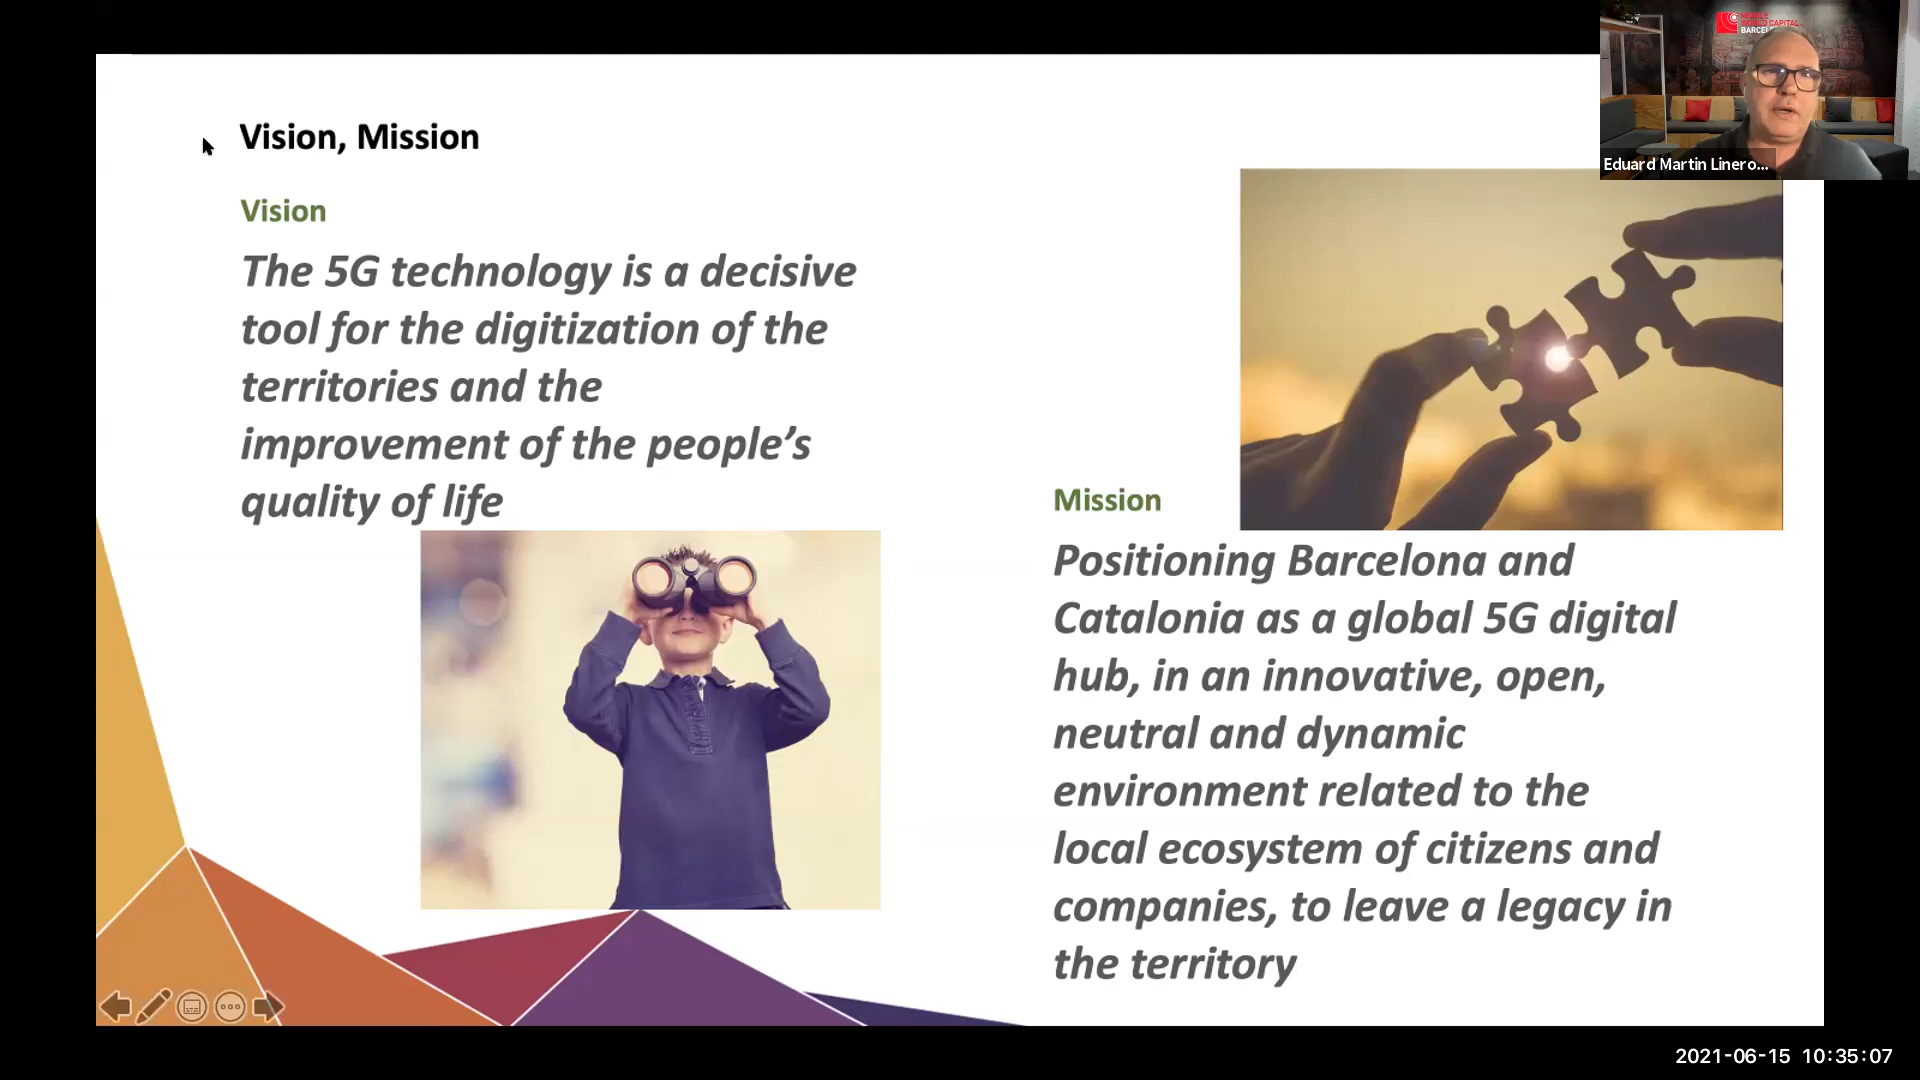 MOBILE
WORLD CAPITAL
Eduard Martin Linero...
Vision, Mission
Vision
The 5G technology is a decisive
tool for the digitization of the
territories and the
improvement of the people’s
quality of life
Mission
Positioning Barcelona and
Catalonia as a global 5G digital
hub, in an innovative, open,
neutral and dynamic
environment related to the
local ecosystem of citizens and
companies, to leave a legacy in
the territory
2021-06-15 10:35:07